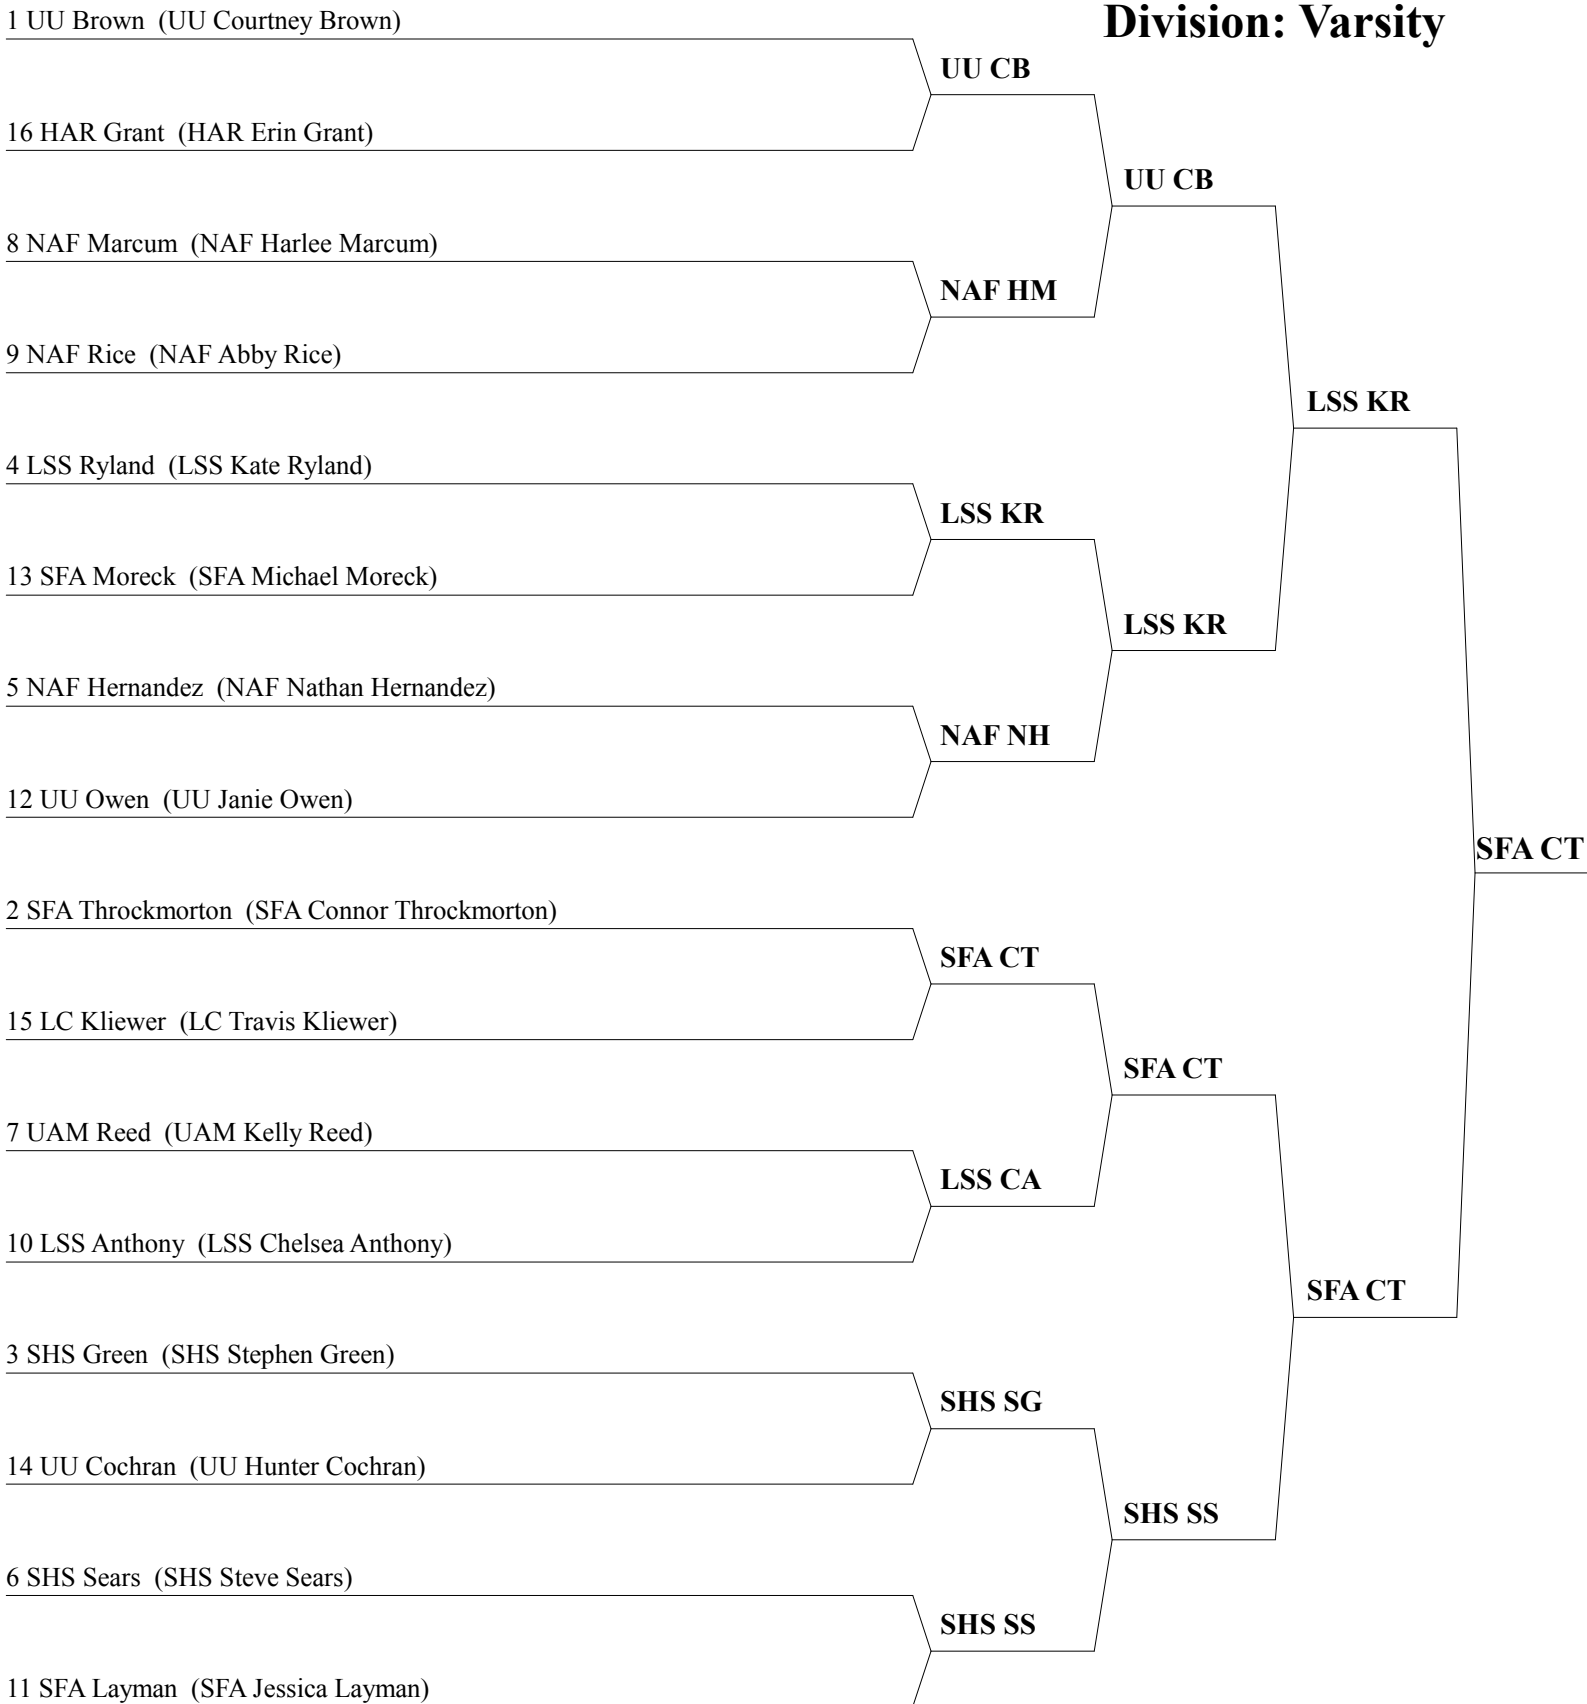 Division: Varsity
1 UU Brown (UU Courtney Brown)
UU CB
16 HAR Grant (HAR Erin Grant)
UU CB
8 NAF Marcum (NAF Harlee Marcum)
NAF HM
9 NAF Rice (NAF Abby Rice)
LSS KR
4 LSS Ryland (LSS Kate Ryland)
LSS KR
13 SFA Moreck (SFA Michael Moreck)
LSS KR
5 NAF Hernandez (NAF Nathan Hernandez)
NAF NH
12 UU Owen (UU Janie Owen)
SFA CT
2 SFA Throckmorton (SFA Connor Throckmorton)
SFA CT
15 LC Kliewer (LC Travis Kliewer)
SFA CT
7 UAM Reed (UAM Kelly Reed)
LSS CA
10 LSS Anthony (LSS Chelsea Anthony)
SFA CT
3 SHS Green (SHS Stephen Green)
SHS SG
14 UU Cochran (UU Hunter Cochran)
SHS SS
6 SHS Sears (SHS Steve Sears)
SHS SS
11 SFA Layman (SFA Jessica Layman)